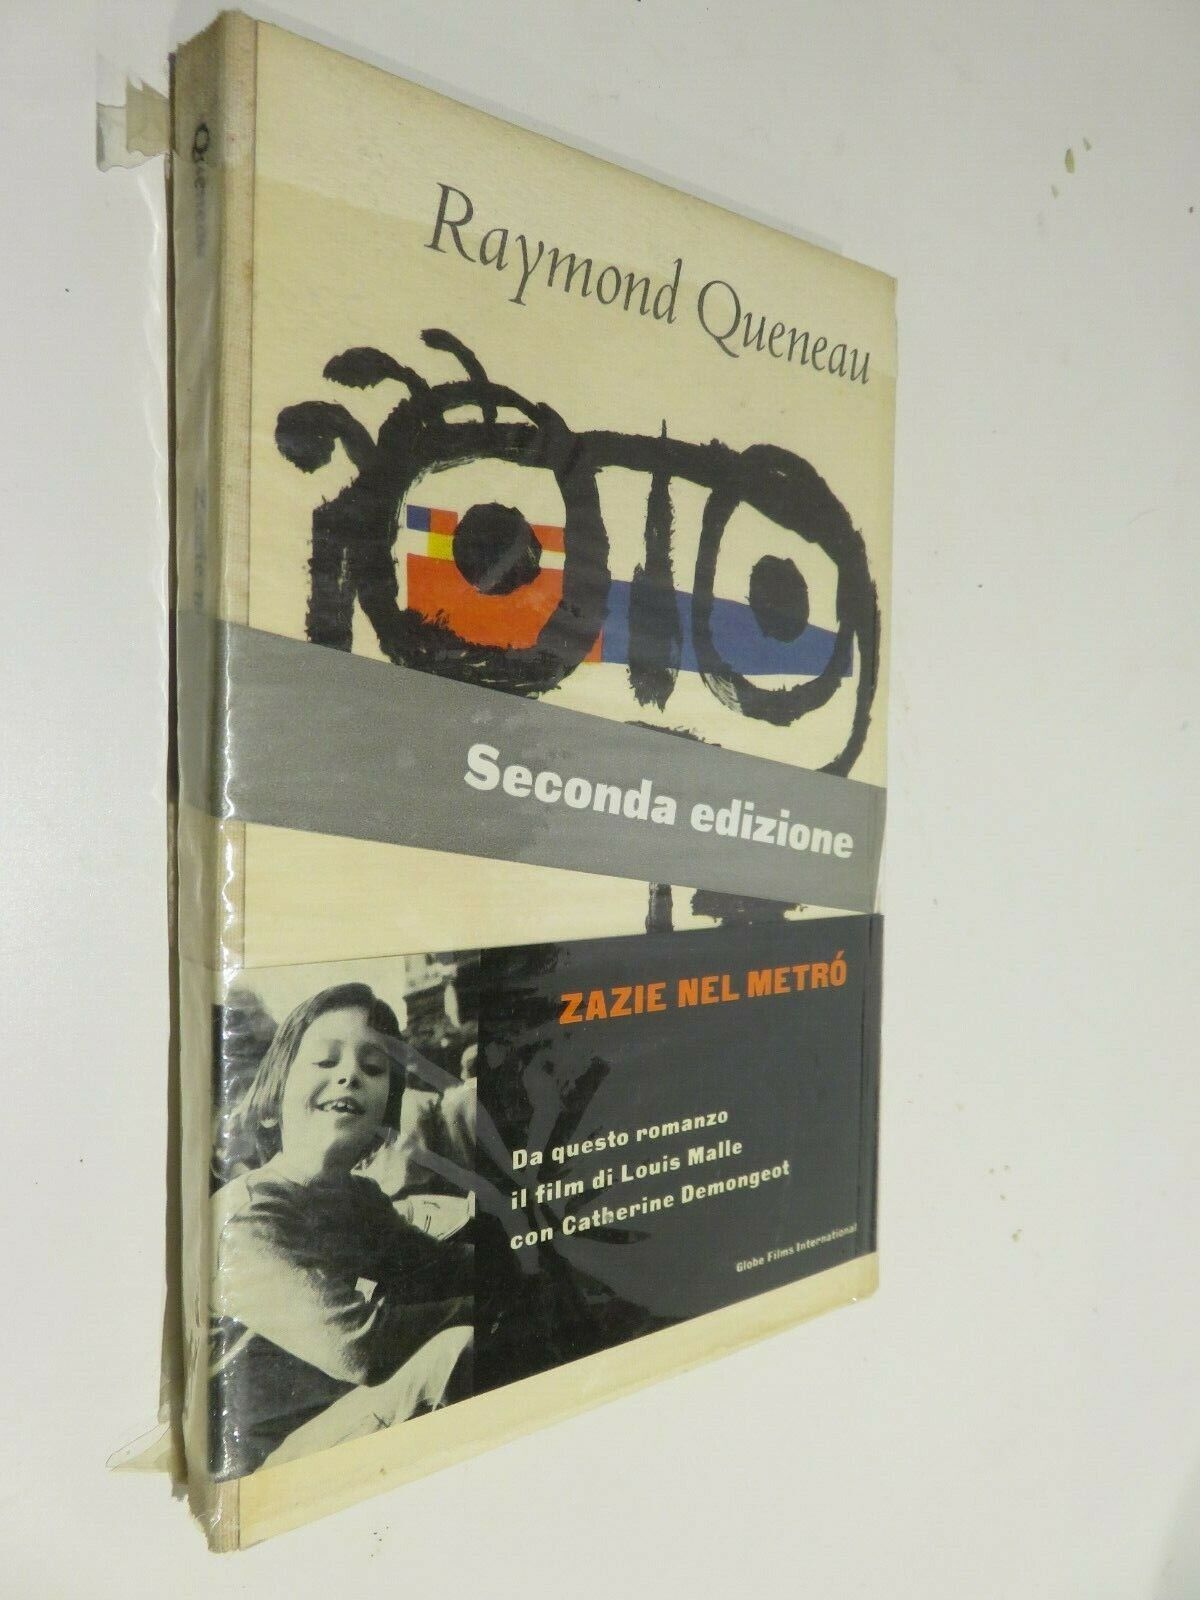 Raymond Queneau
Seconda edizione
ZAZIE NEL METRÓ
Da questo romanzo
il film di Louis Malle
con Catherine Demongeot
Globe Films International
Queneau